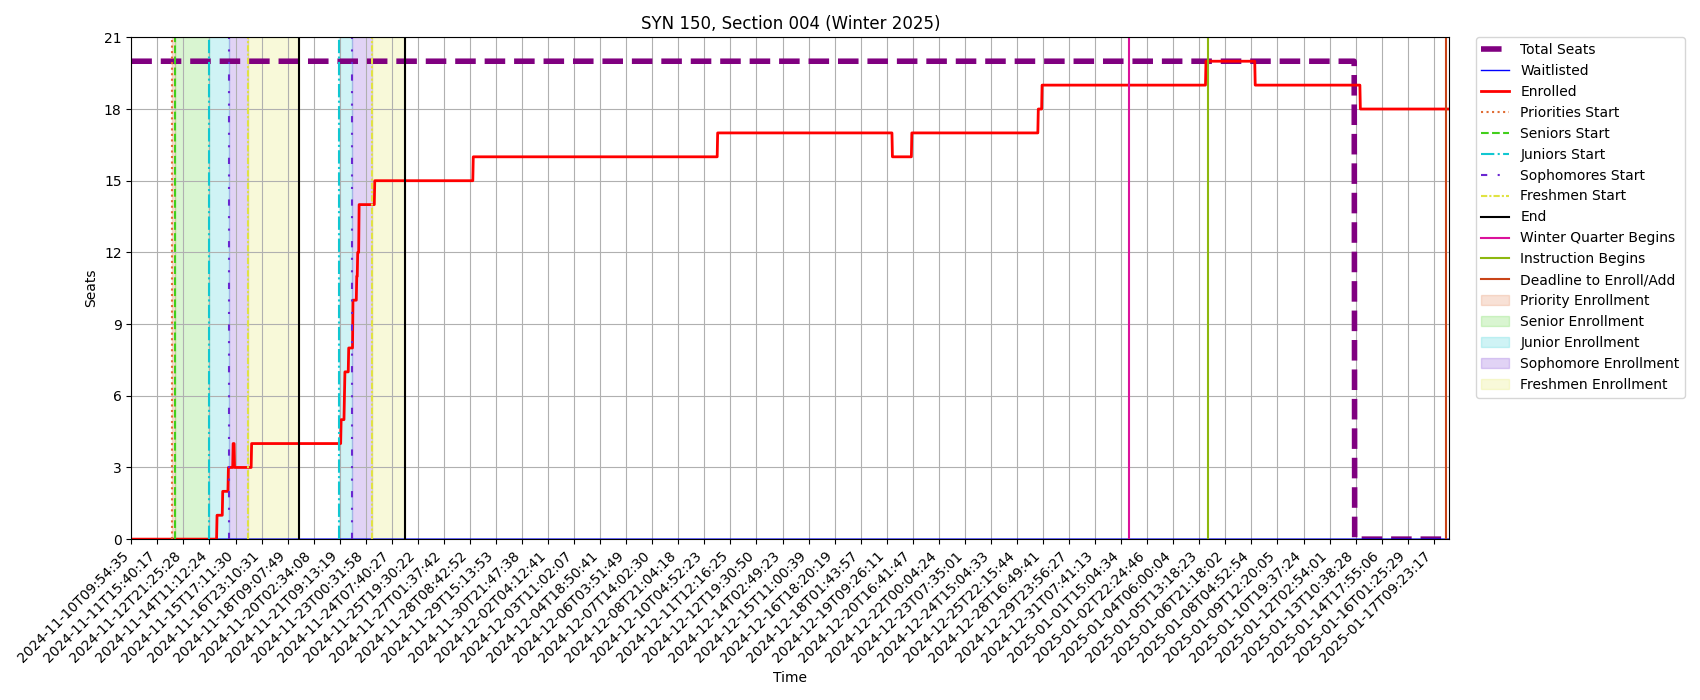 SYN 150, Section 004 (Winter 2025)
21
18
15
12
9
6
3
0
Seats
2024-11-10T09:54:35
2024-11-11T15:40:17
2024-11-12T21:25:28
2024-11-14T11:12:24
2024-11-15T17:11:30
2024-11-16T23:10:31
2024-11-18T09:07:49
2024-11-20T02:34:08
2024-11-21T09:13:19
2024-11-23T00:31:58
2024-11-24T07:40:27
2024-11-25T19:30:22
2024-11-27T01:37:42
2024-11-28T08:42:52
2024-11-29T15:13:53
2024-11-30T21:47:38
2024-12-02T04:12:41
2024-12-03T11:02:07
2024-12-04T18:50:41
2024-12-06T03:51:49
2024-12-07T14:02:30
2024-12-08T21:04:18
2024-12-10T04:52:23
2024-12-11T12:16:25
2024-12-12T19:30:50
2024-12-14T02:49:23
2024-12-15T11:00:39
2024-12-16T18:20:19
2024-12-18T01:43:57
2024-12-19T09:26:11
2024-12-20T16:41:47
2024-12-22T00:04:24
2024-12-23T07:35:01
2024-12-24T15:04:33
2024-12-25T22:15:44
2024-12-28T16:49:41
2024-12-29T23:56:27
2024-12-31T07:41:13
2025-01-01T15:04:34
2025-01-02T22:24:46
2025-01-04T06:00:04
2025-01-05T13:18:23
2025-01-06T21:18:02
2025-01-08T04:52:54
2025-01-09T12:20:05
2025-01-10T19:37:24
2025-01-12T02:54:01
2025-01-13T10:38:28
2025-01-14T17:55:06
2025-01-16T01:25:29
2025-01-17T09:23:17
Time
Total Seats
Waitlisted
Enrolled
Priorities Start
Seniors Start
Juniors Start
Sophomores Start
Freshmen Start
End
Winter Quarter Begins
Instruction Begins
Deadline to Enroll/Add
Priority Enrollment
Senior Enrollment
Junior Enrollment
Sophomore Enrollment
Freshmen Enrollment